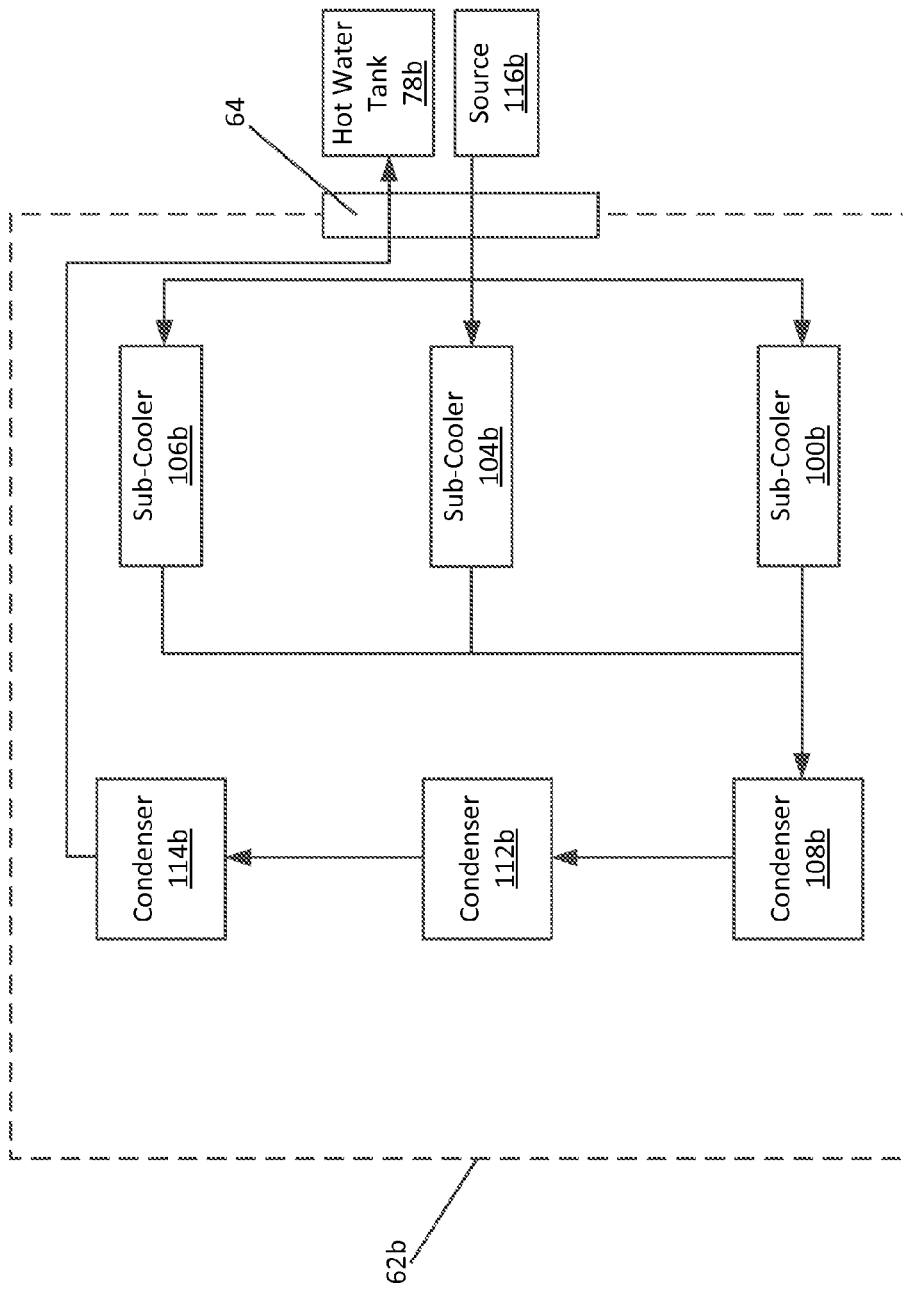 62b
Condenser
114b
Condenser
112b
Condenser
108b
Sub-Cooler
106b
Sub-Cooler
104b
Sub-Cooler
100b
64
Hot Water
Tank
78b
Source
116b